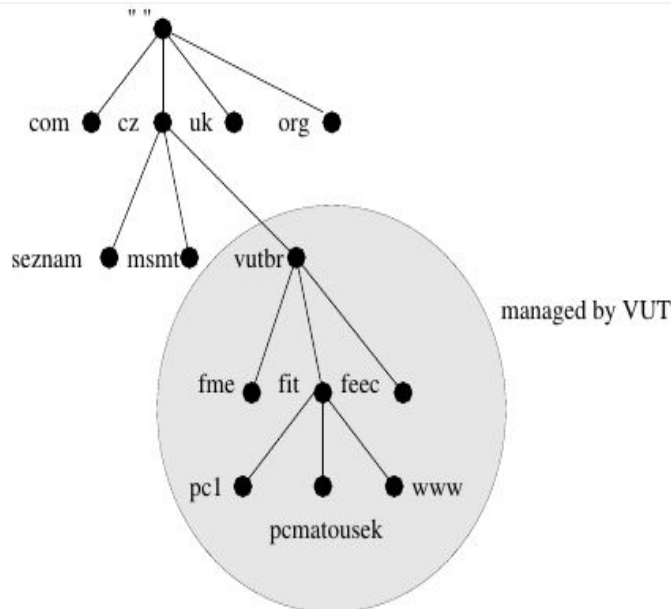 " "
com cz uk org
seznam msmt vutbr
managed by VUT
fme fit feec
pc1 www
pcmatousek